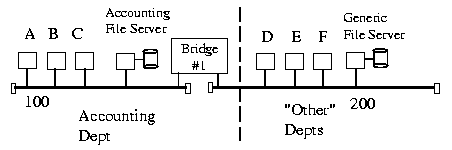 Accounting
File Server
A B C
Bridge
#1
D E F
Generic
File Server
100
Accounting
Dept
"Other"
Depts
200